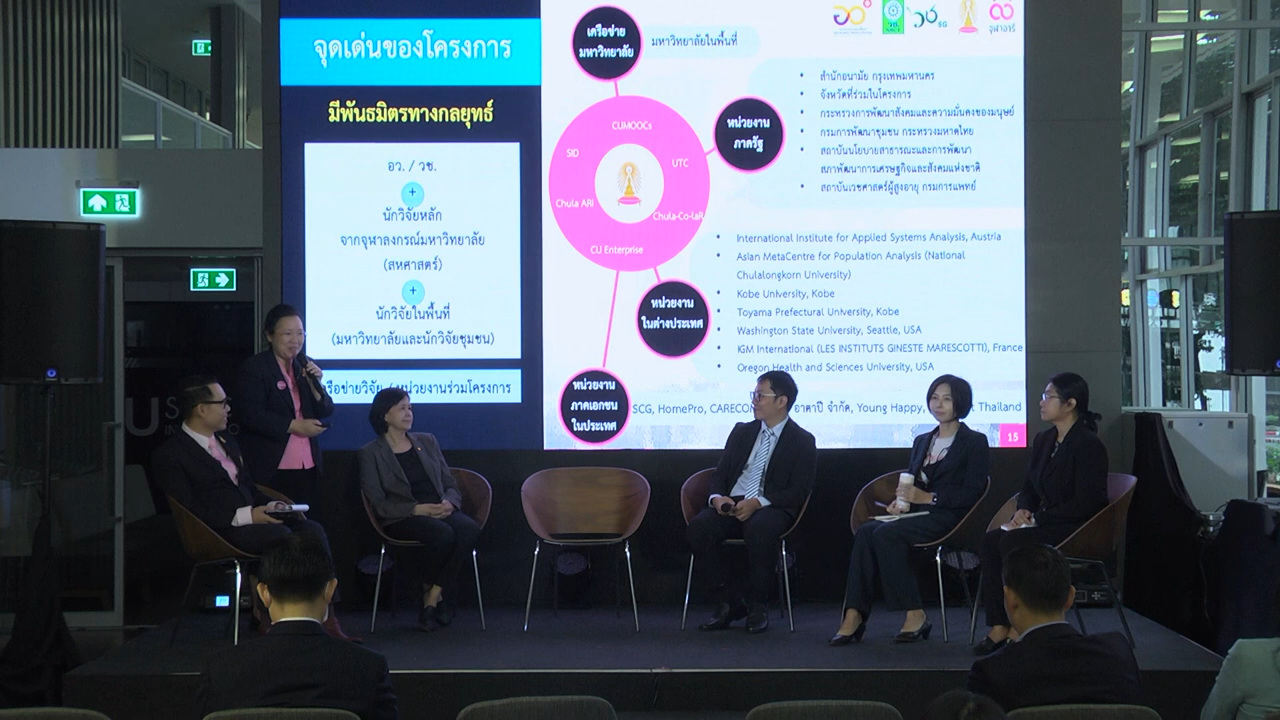 จุดเด่นของโครงการ
มีพันธมิตรทางกลยุทธ์
อว. / วช.
+
นักวิจัยหลัก
จากจุฬาลงกรณ์มหาวิทยาลัย
(สหศาสตร์)
+
นักวิจัยในพื้นที่
(มหาวิทยาลัยและนักวิจัยชุมชน)
หน่วยงานร่วมโครงการ
เครือข่าย
มหาวิทยาลัย
มหาวิทยาลัยในพื้นที่
SG
จุฬาอารี
CUMOOCs
SID
UTC
Chula ARI
Chula-Co-laR
CU Enterprise
หน่วยงาน
ภาครัฐ
• สำนักอนามัย กรุงเทพมหานคร
• จังหวัดที่ร่วมในโครงการ
• กระทรวงการพัฒนาสังคมและความมั่นคงของมนุษย์
• กรมการพัฒนาชุมชน กระทรวงมหาดไทย
• สถาบันนโยบายสาธารณะและการพัฒนา
สภาพัฒนาการเศรษฐกิจและสังคมแห่งชาติ
• สถาบันเวชศาสตร์ผู้สูงอายุ กรมการแพทย์
หน่วยงาน
ในต่างประเทศ
• International Institute for Applied Systems Analysis, Austria
• Asian MetaCentre for Population Analysis (National
Chulalongkorn University)
• Kobe University, Kobe
• Toyama Prefectural University, Kobe
• Washington State University, Seattle, USA
• IGM International (LES INSTITUTS GINESTE MARESCOTTI), France
• Oregon Health and Sciences University, USA
หน่วยงาน
ภาคเอกชน
ในประเทศ
SCG, HomePro, อาตาปี จำกัด, Young Happy, Thailand
15